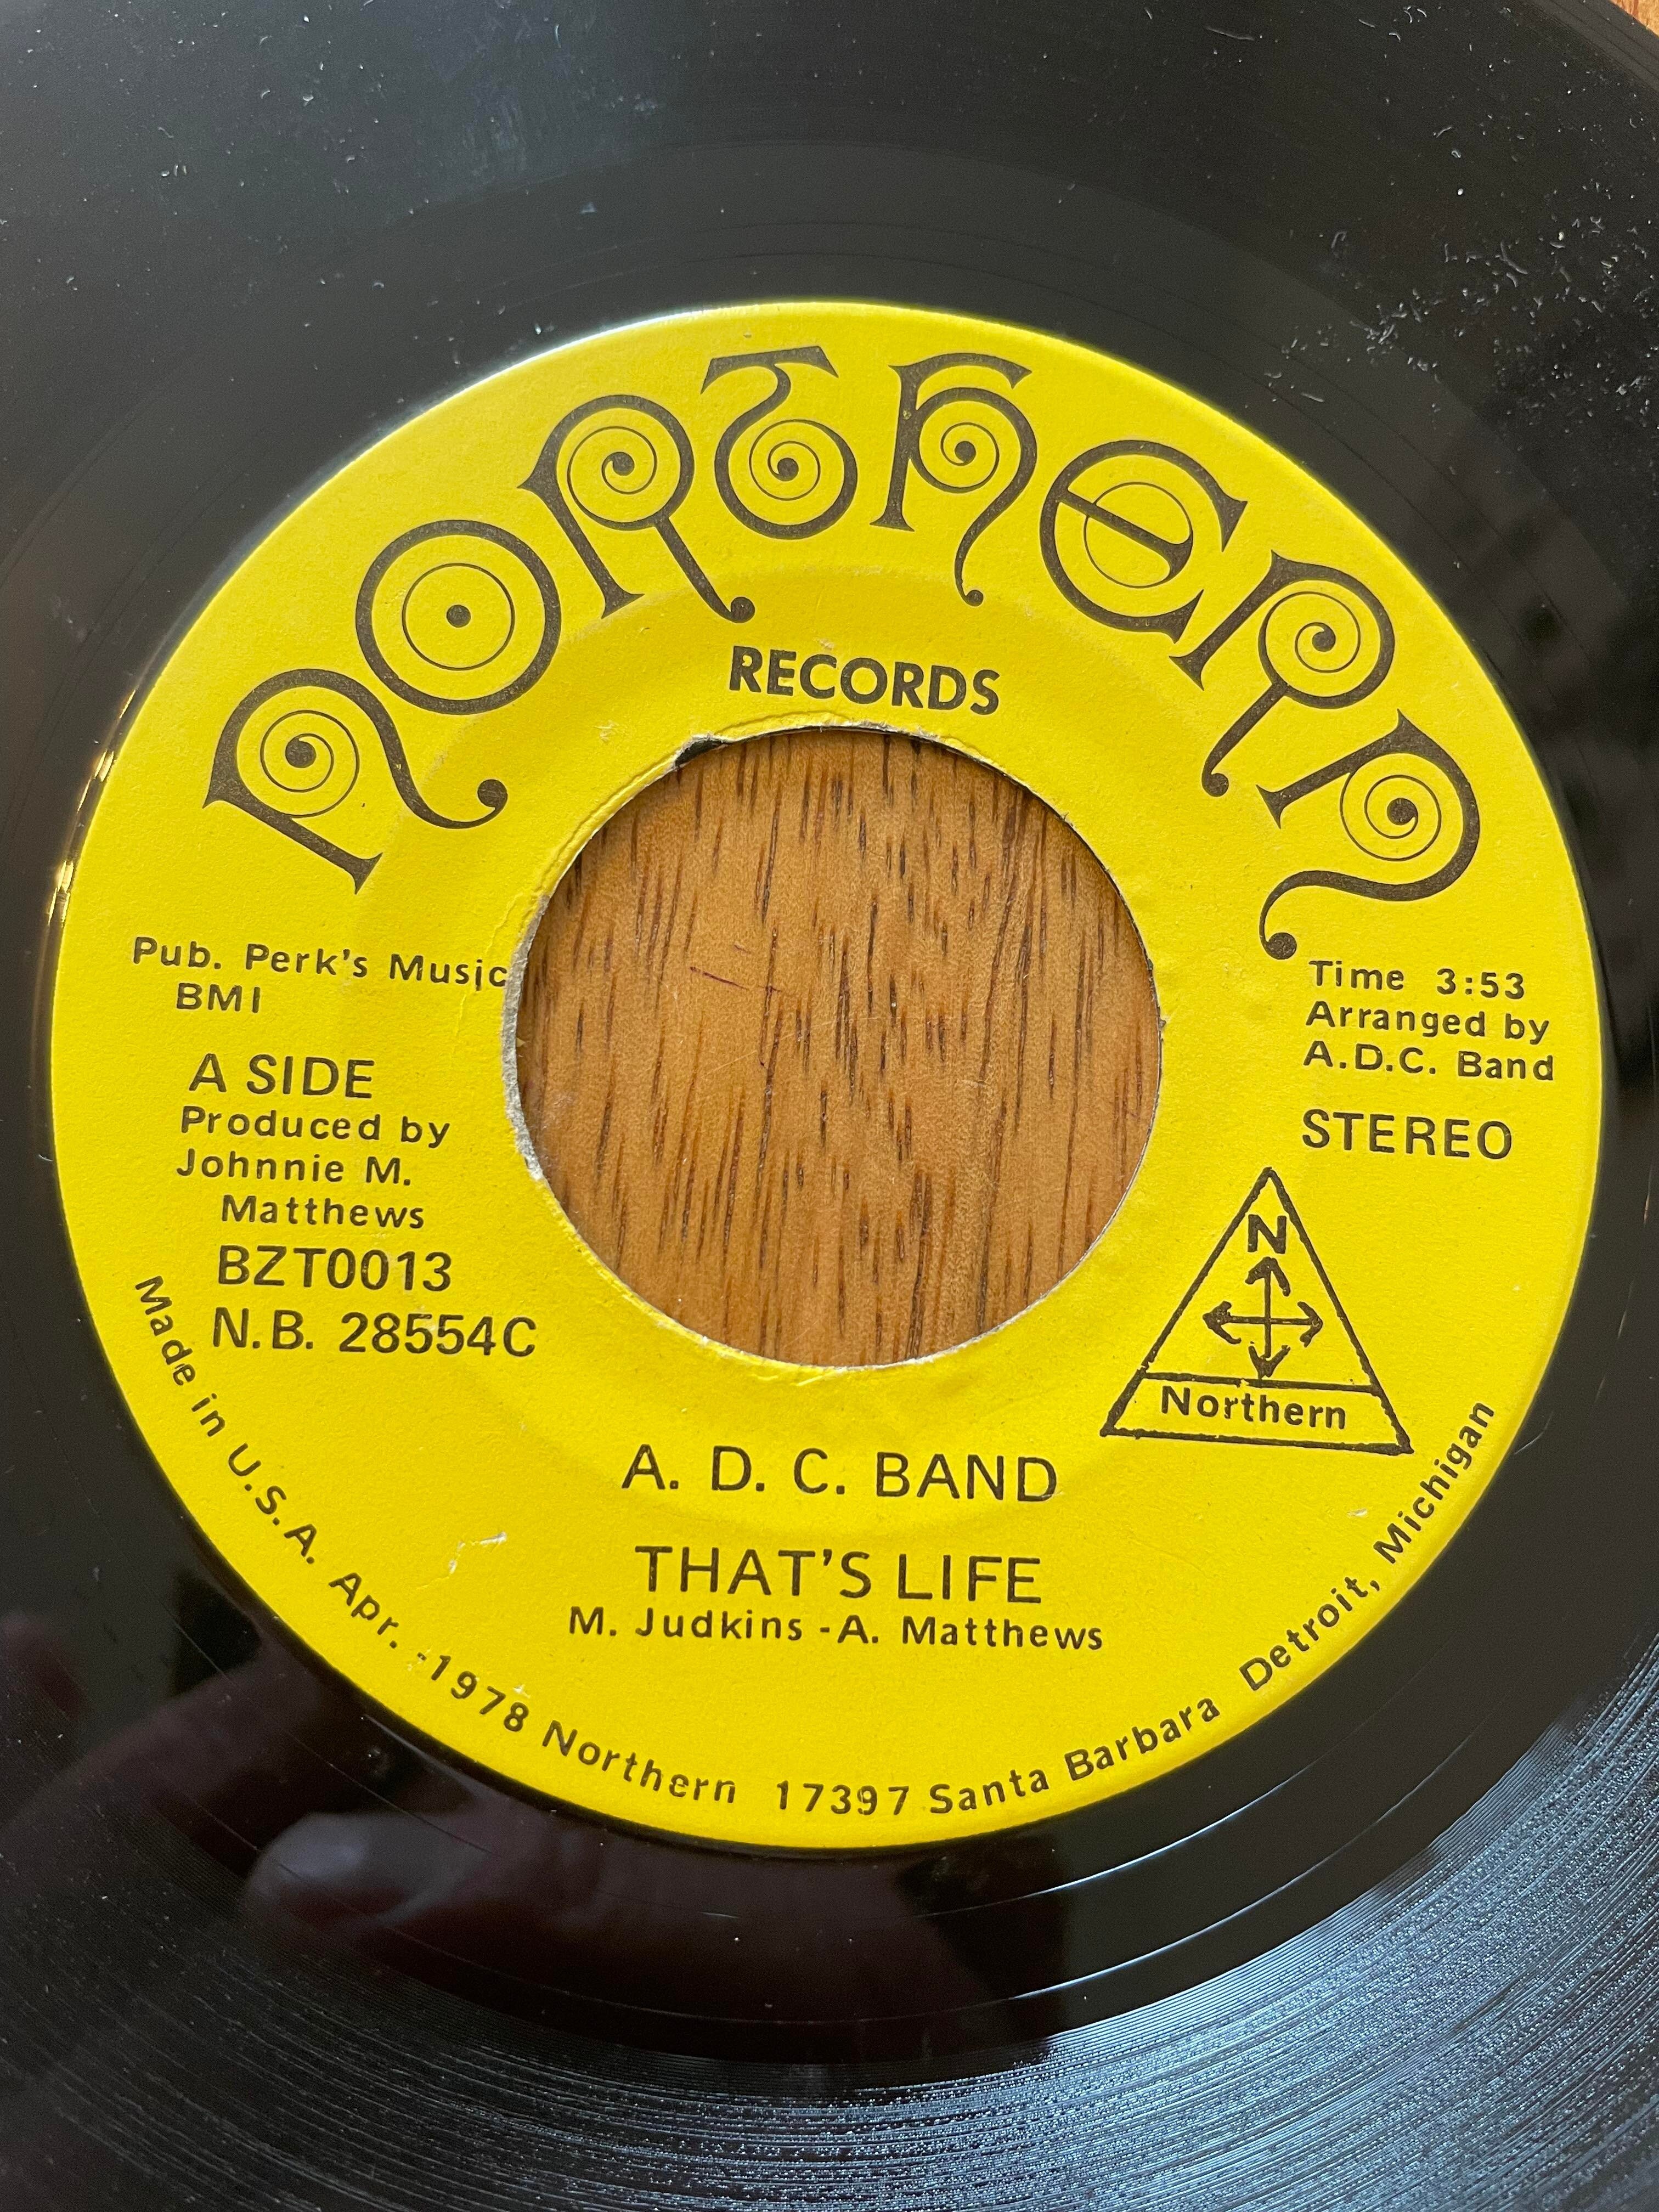 NORTHERN
RECORDS
Pub. Perk's Music
BMI
A SIDE
Produced by
Johnnie M.
Matthews
BZT0013
N.B. 28554C
Time 3:53
Arranged by
A.D.C. Band
STEREO
N
Northern
A. D. C. BAND
THAT'S LIFE
M. Judkins -A. Matthews
Made in U.S.A. Apr. -1978 Northern 17397 Santa Barbara Detroit, Michigan